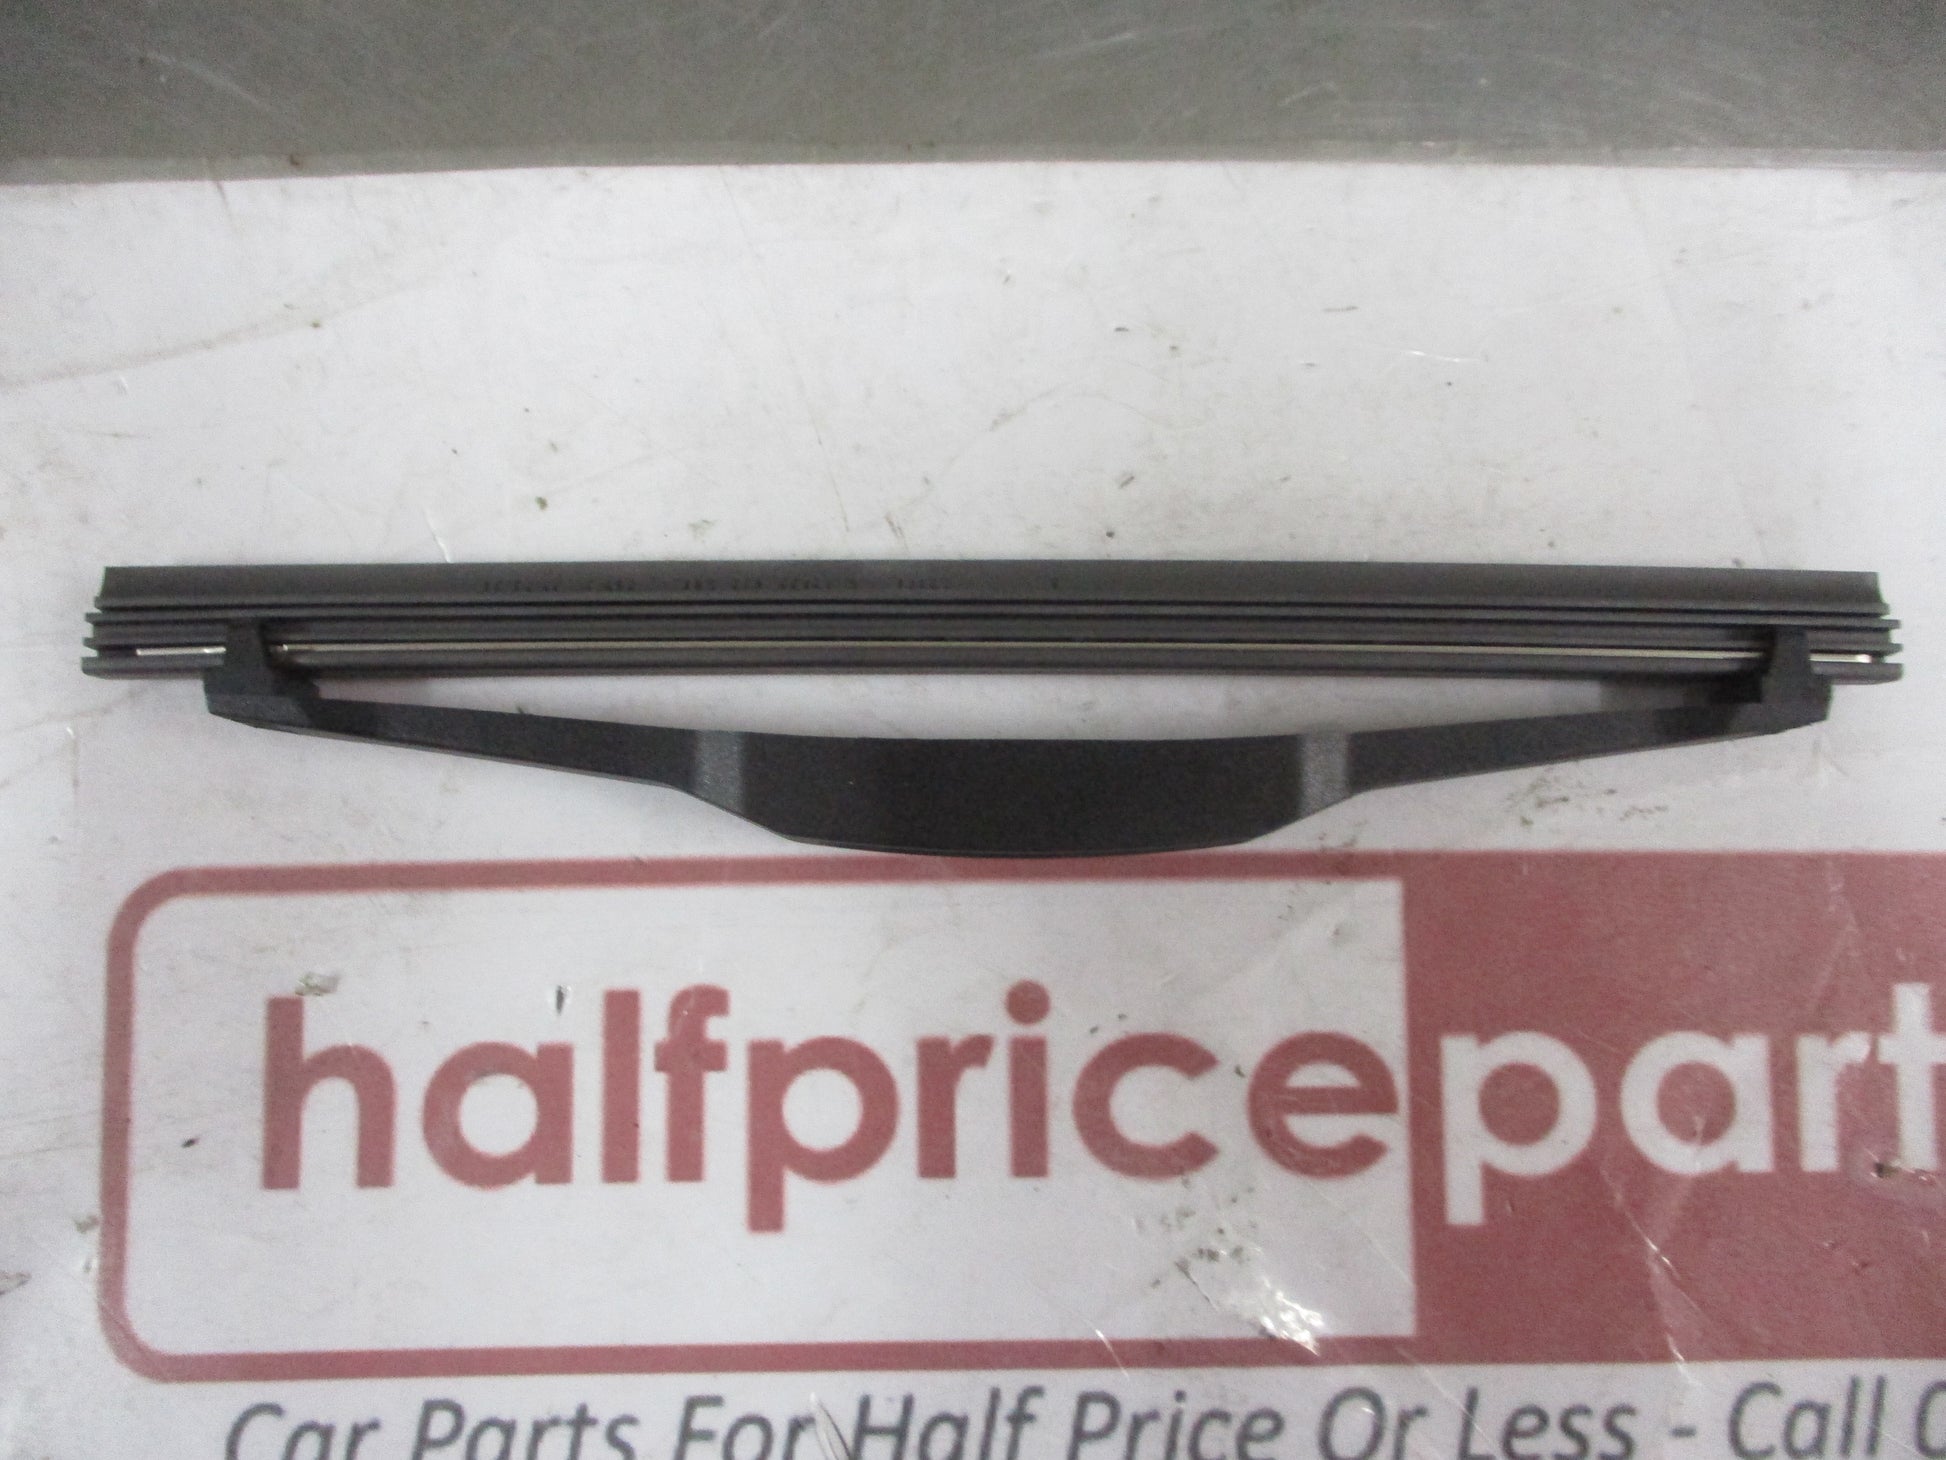 halfpricepart
Car Parts For Half Price Or Less - Call